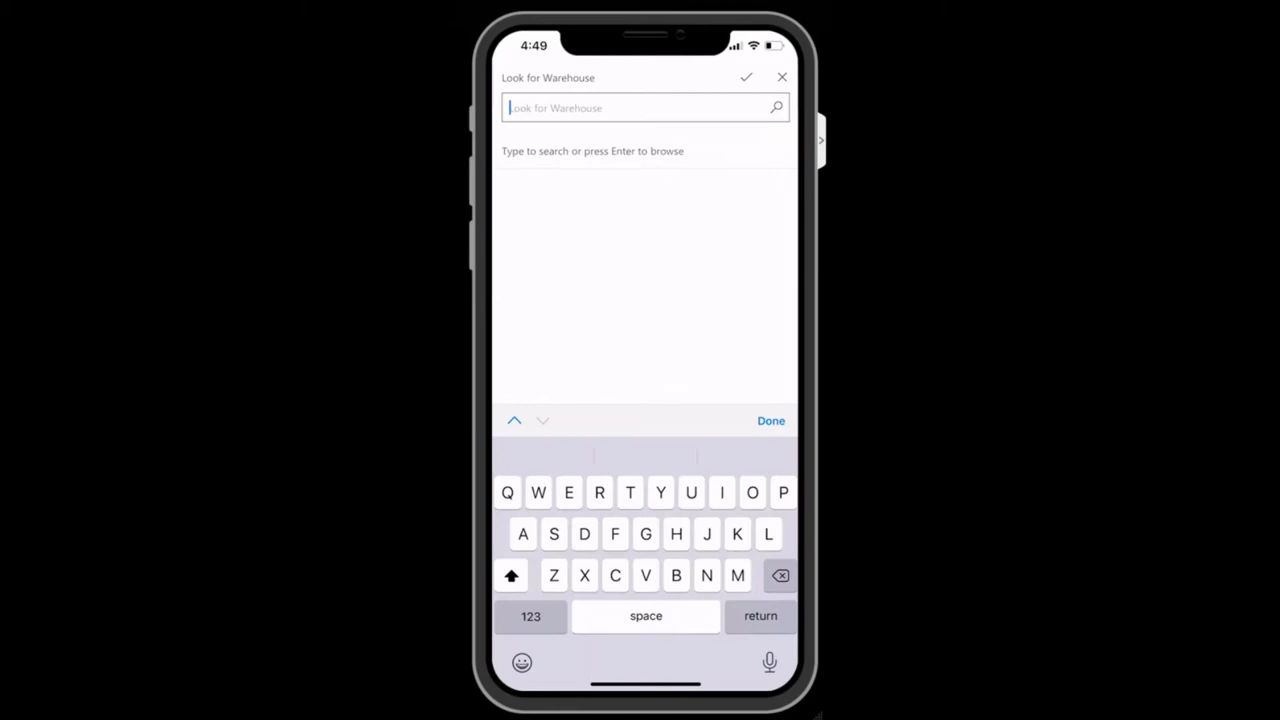 4:49
Look for Warehouse
Look for Warehouse
Type to search or press Enter to browse
Done
Q W E R T Y U I O P
A S D F G H J K L
Z X C V B N M
123 space return